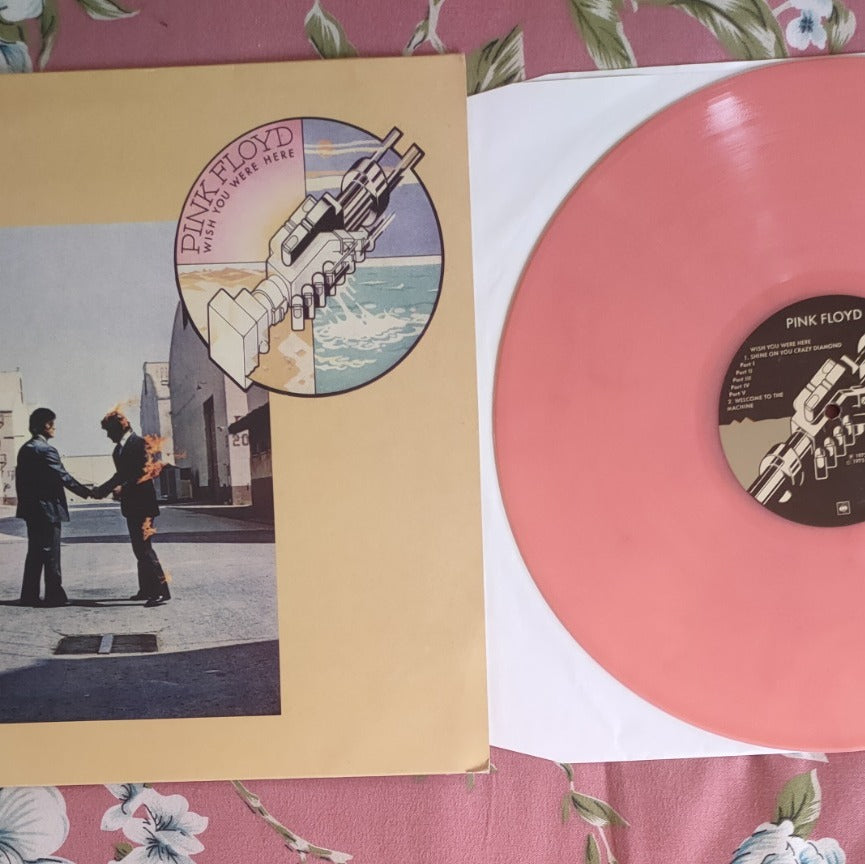 PINK FLOYD
WISH YOU WERE HERE
20
PINK FLOYD
WISH YOU WERE HERE
1. SHINE ON YOU CRAZY DIAMOND
Part I
Part II
Part III
Part IV
Part V
2. WELCOME TO THE
MACHINE